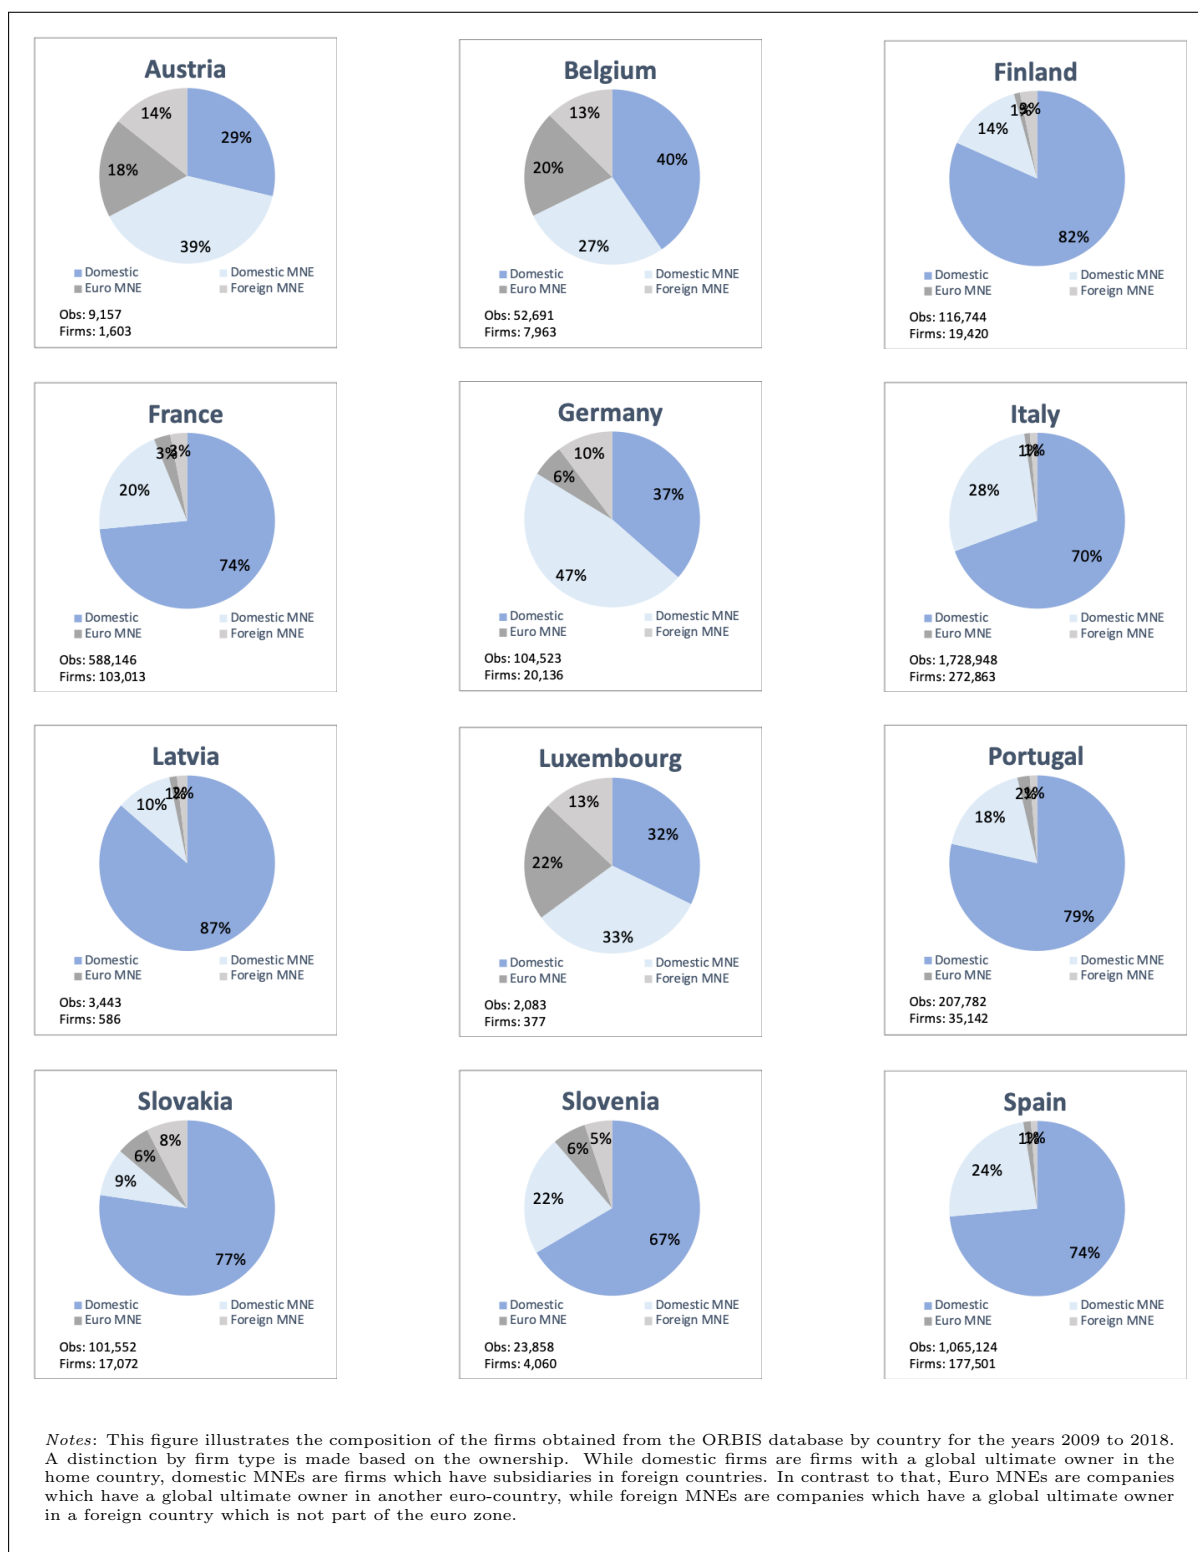 Austria
14%
29%
18%
39%
Domestic Domestic MNE
Euro MNE Foreign MNE
Obs: 9,157
Firms: 1,603
Belgium
13%
40%
20%
27%
Domestic Domestic MNE
Euro MNE Foreign MNE
Obs: 52,691
Firms: 7,963
Finland
1% 3%
14%
82%
Domestic Domestic MNE
Euro MNE Foreign MNE
Obs: 116,744
Firms: 19,420
France
3% 3%
20%
74%
Domestic Domestic MNE
Euro MNE Foreign MNE
Obs: 588,146
Firms: 103,013
Germany
10%
6%
37%
47%
Domestic Domestic MNE
Euro MNE Foreign MNE
Obs: 104,523
Firms: 20,136
Italy
1% 1%
28%
70%
Domestic Domestic MNE
Euro MNE Foreign MNE
Obs: 1,728,948
Firms: 272,863
Latvia
1% 2%
10%
87%
Domestic Domestic MNE
Euro MNE Foreign MNE
Obs: 3,443
Firms: 586
Luxembourg
13%
32%
22%
33%
Domestic Domestic MNE
Euro MNE Foreign MNE
Obs: 2,083
Firms: 377
Portugal
2% 1%
18%
79%
Domestic Domestic MNE
Euro MNE Foreign MNE
Obs: 207,782
Firms: 35,142
Slovakia
8%
6%
9%
77%
Domestic Domestic MNE
Euro MNE Foreign MNE
Obs: 101,552
Firms: 17,072
Slovenia
5%
6%
22%
67%
Domestic Domestic MNE
Euro MNE Foreign MNE
Obs: 23,858
Firms: 4,060
Spain
1% 1%
24%
74%
Domestic Domestic MNE
Euro MNE Foreign MNE
Obs: 1,065,124
Firms: 177,501
Notes: This figure illustrates the composition of the firms obtained from the ORBIS database by country for the years 2009 to 2018.
A distinction by firm type is made based on the ownership. While domestic firms are firms with a global ultimate owner in the
home country, domestic MNEs are firms which have subsidiaries in foreign countries. In contrast to that, Euro MNEs are companies
which have a global ultimate owner in another euro-country, while foreign MNEs are companies which have a global ultimate owner
in a foreign country which is not part of the euro zone.